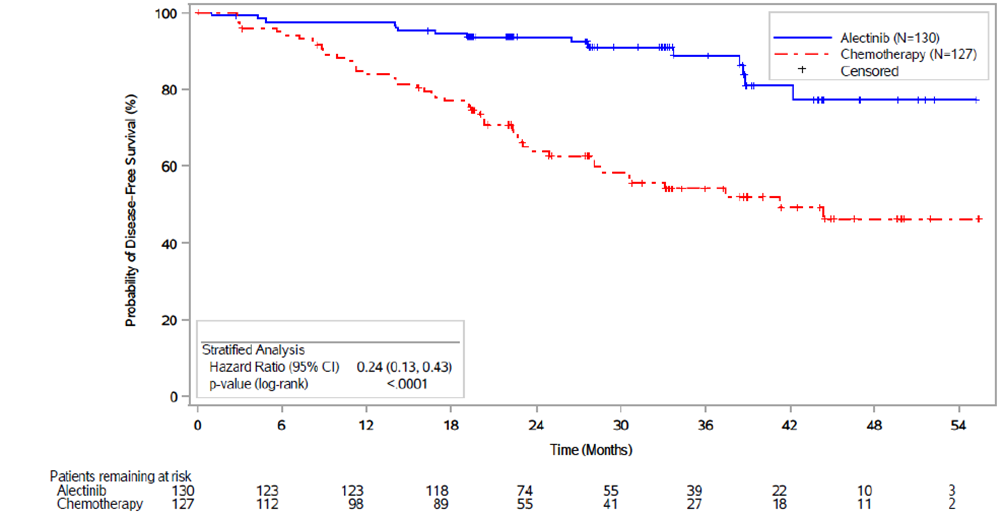 100
80
60
40
20
0
Probability of Disease-Free Survival (%)
Alectinib (N=130)
Chemotherapy (N=127)
+ Censored
Stratified Analysis
Hazard Ratio (95% CI) 0.24 (0.13, 0.43)
p-value (log-rank) <.0001
0 6 12 18 24 30 36 42 48 54
Time (Months)
Patients remaining at risk
Alectinib 130 123 123 118 74 55 39 22 10 3
Chemotherapy 127 112 98 89 55 41 27 18 11 2